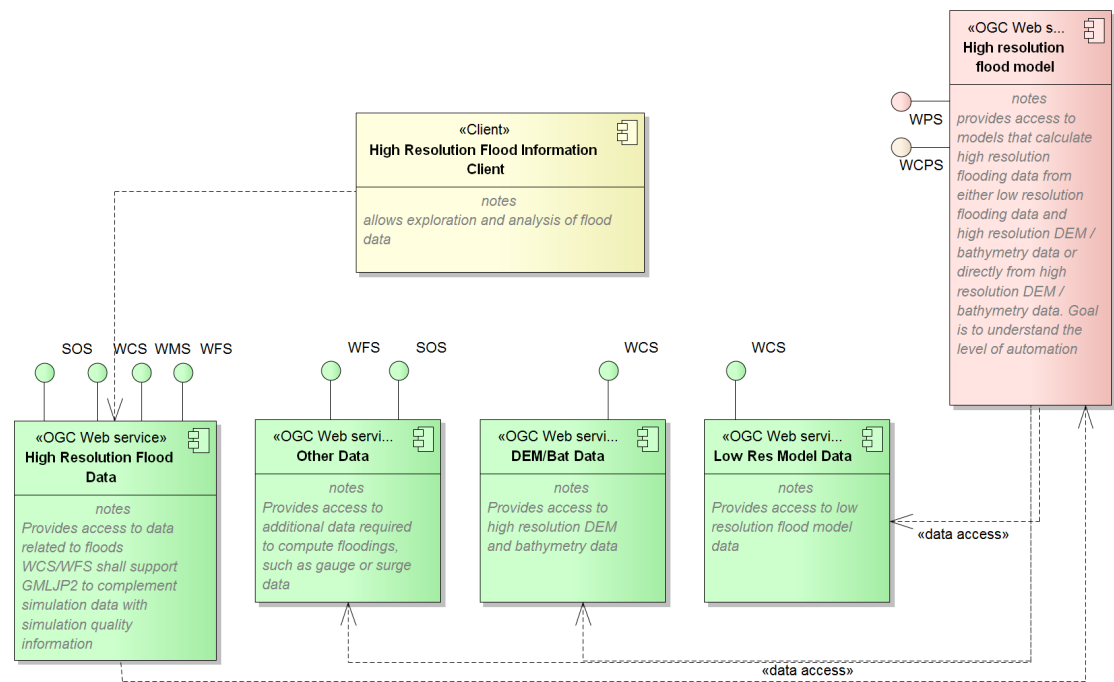 «OGC Web s...
High resolution
flood model
notes
provides access to
models that calculate
high resolution
flooding data from
either low resolution
flooding data and
high resolution DEM /
bathymetry data or
directly from high
resolution DEM /
bathymetry data. Goal
is to understand the
level of automation
WPS
WCPS
«Client»
High Resolution Flood Information
Client
notes
allows exploration and analysis of flood
data
SOS
WCS
WMS
WFS
«OGC Web service»
High Resolution Flood
Data
notes
Provides access to data
related to floods
WCS/WFS shall support
GMLJP2 to complement
simulation data with
simulation quality
information
WFS
SOS
«OGC Web servi...
Other Data
notes
Provides access to
additional data required
to compute floodings,
such as gauge or surge
data
WCS
«OGC Web servi...
DEM/Bat Data
notes
Provides access to
high resolution DEM
and bathymetry data
WCS
«OGC Web servi...
Low Res Model Data
notes
Provides access to low
resolution flood model
data
«data access»
«data access»